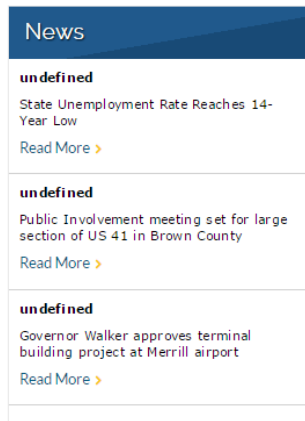 News
undefined
State Unemployment Rate Reaches 14-
Year Low
Read More >
undefined
Public Involvement meeting set for large
section of US 41 in Brown County
Read More >
undefined
Governor Walker approves terminal
building project at Merrill airport
Read More >